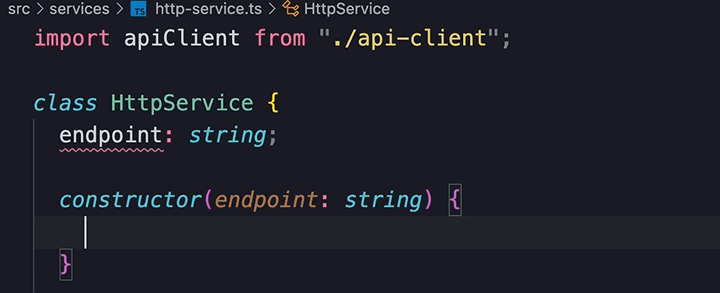 src > services > TS http-service.ts > HttpService
import apiClient from "./api-client";
class HttpService {
endpoint: string;
constructor(endpoint: string) {
}